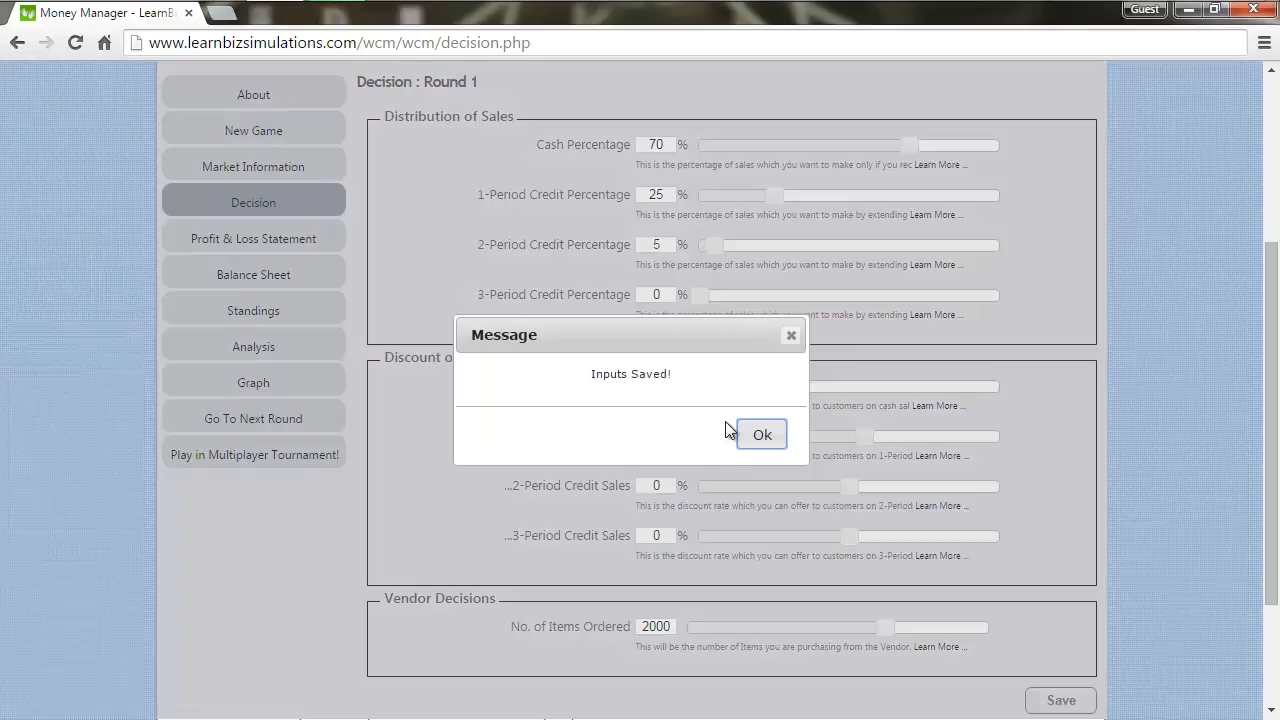 Money Manager - LearnBi
Guest
www.learnbizsimulations.com/wcm/wcm/decision.php
About
New Game
Market Information
Decision
Profit & Loss Statement
Balance Sheet
Standings
Analysis
Graph
Go To Next Round
Play in Multiplayer Tournament!
Decision : Round 1
Distribution of Sales
Cash Percentage 70 %
This is the percentage of sales which you want to make only if you rec Learn More ...
1-Period Credit Percentage 25 %
This is the percentage of sales which you want to make by extending Learn More ...
2-Period Credit Percentage 5 %
This is the percentage of sales which you want to make by extending Learn More ...
3-Period Credit Percentage 0 %
Learn More ...
Message
Inputs Saved!
Ok
Discount o
to customers on cash sal Learn More ...
to customers on 1-Period Learn More ...
...2-Period Credit Sales 0 %
This is the discount rate which you can offer to customers on 2-Period Learn More ...
...3-Period Credit Sales 0 %
This is the discount rate which you can offer to customers on 3-Period Learn More ...
Vendor Decisions
No. of Items Ordered 2000
This will be the number of Items you are purchasing from the Vendor. Learn More ...
Save